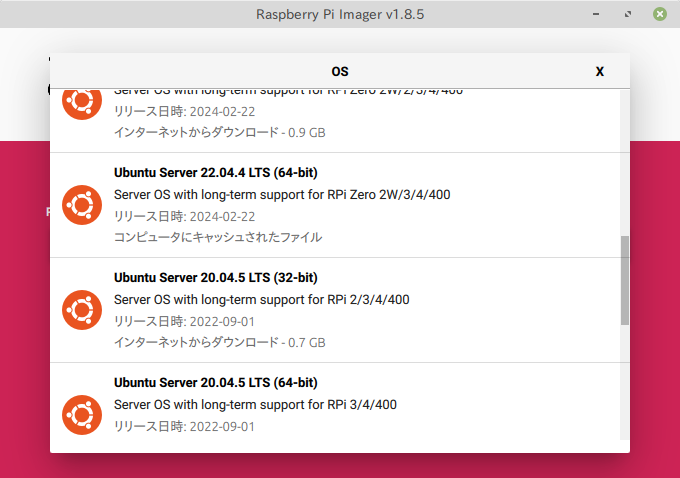 Raspberry Pi Imager v1.8.5
OS
X
Server OS with long-term support for RPi Zero 2W/3/4/400
リリース日時: 2024-02-22
インターネットからダウンロード - 0.9 GB
Ubuntu Server 22.04.4 LTS (64-bit)
Server OS with long-term support for RPi Zero 2W/3/4/400
リリース日時: 2024-02-22
コンピュータにキャッシュされたファイル
Ubuntu Server 20.04.5 LTS (32-bit)
Server OS with long-term support for RPi 2/3/4/400
リリース日時: 2022-09-01
インターネットからダウンロード - 0.7 GB
Ubuntu Server 20.04.5 LTS (64-bit)
Server OS with long-term support for RPi 3/4/400
リリース日時: 2022-09-01